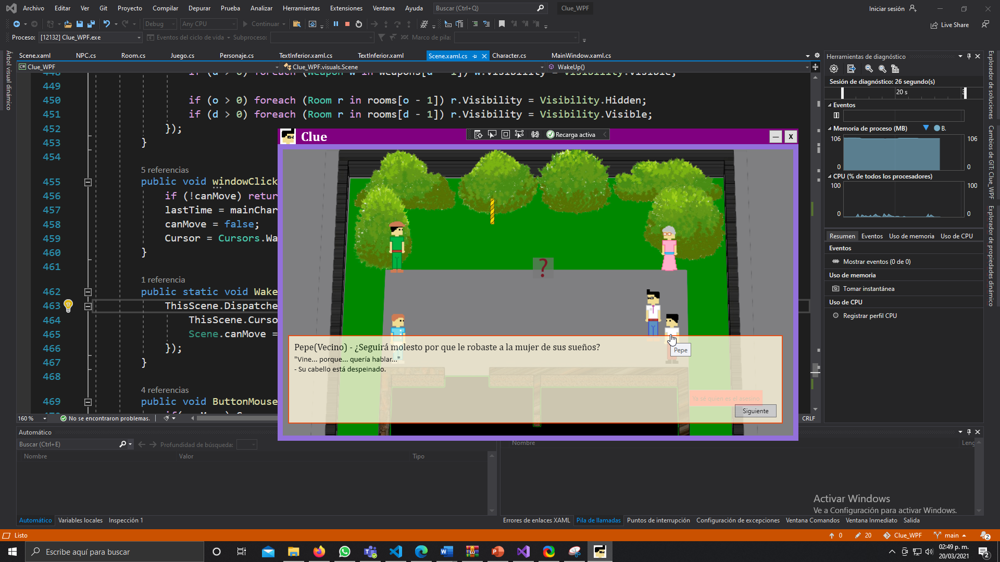 Archivo Editar Ver Git Proyecto Compilar Depurar Prueba Analizar Herramientas Extensiones Ventana Ayuda Buscar (Ctrl+Q) Clue_WPF Iniciar sesión
Debug Any CPU Continuar Live Share
Proceso: [12132] Clue_WPF.exe Eventos del ciclo de vida Subproceso: Marco de pila:
Scene.xaml NPC.cs Room.cs Juego.cs Personaje.cs TextInferior.xaml.cs TextInferior.xaml Scene.xaml.cs Character.cs MainWindow.xaml.cs
Clue_WPF Clue_WPF.visuals.Scene WakeUp()
Árbol visual dinámico
448 if (d > 0) foreach (Weapon w in weapons[d - 1]) w.Visibility = Visibility.Visible;
449
450 if (o > 0) foreach (Room r in rooms[o - 1]) r.Visibility = Visibility.Hidden;
451 if (d > 0) foreach (Room r in rooms[d - 1]) r.Visibility = Visibility.Visible;
452 });
453 }
454
5 referencias
455 public void windowClick
456 if (!canMove) retur
457 lastTime = mainChar
458 canMove = false;
459 Cursor = Cursors.Wa
460 }
461
1 referencia
462 public static void Wake
463 ThisScene.Dispatche
464 ThisScene.Curso
465 Scene.canMove =
466 });
467 }
468
4 referencias
469 public void ButtonMouse
160 % No se encontraron problemas. CRLF
Clue
Recarga activa
X
?
Pepe(Vecino) - ¿Seguirá molesto por que le robaste a la mujer de sus sueños?
"Vine... porque... quería hablar..."
- Su cabello está despeinado.
Pepe
Ya sé quien es el asesino
Siguiente
Herramientas de diagnóstico
Sesión de diagnóstico: 26 segundo(s)
20 s
Eventos
Memoria de proceso (MB) B.
106 106
0 0
CPU (% de todos los procesadores)
100 100
0 0
Resumen Eventos Uso de memoria Uso de CPU
Eventos
Mostrar eventos (0 de 0)
Uso de memoria
Tomar instantánea
Uso de CPU
Registrar perfil CPU
Explorador de soluciones
Cambios de GIT: Clue_WPF
Explorador de propiedades dinámico
Automático
Buscar (Ctrl+E) Profundidad de búsqueda:
Nombre Valor Tipo
Nombre Leng
Activar Windows
Ve a Configuración para activar Windows.
Automático Variables locales Inspección 1
Errores de enlaces XAML Pila de llamadas Puntos de interrupción Configuración de excepciones Ventana Comandos Ventana Inmediato Salida
Listo 0 20 Clue_WPF main 2
Escribe aquí para buscar
02:49 p. m.
20/03/2021
2